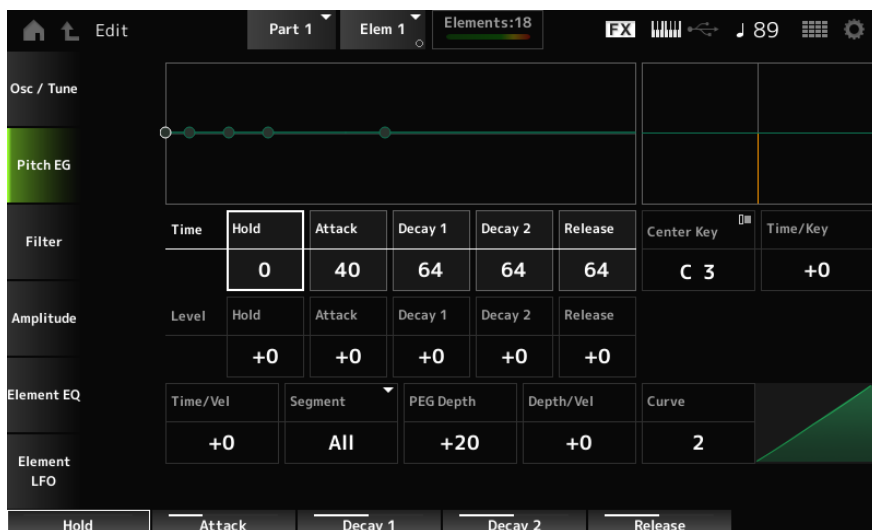 Edit Part 1 Elem 1 Elements:18 FX ♩ 89
Osc / Tune
Pitch EG
Filter
Amplitude
Element EQ
Element
LFO
Time Hold Attack Decay 1 Decay 2 Release Center Key Time/Key
0 40 64 64 64 C 3 +0
Level Hold Attack Decay 1 Decay 2 Release
+0 +0 +0 +0 +0
Time/Vel Segment PEG Depth Depth/Vel Curve
+0 All +20 +0 2
Hold Attack Decay 1 Decay 2 Release